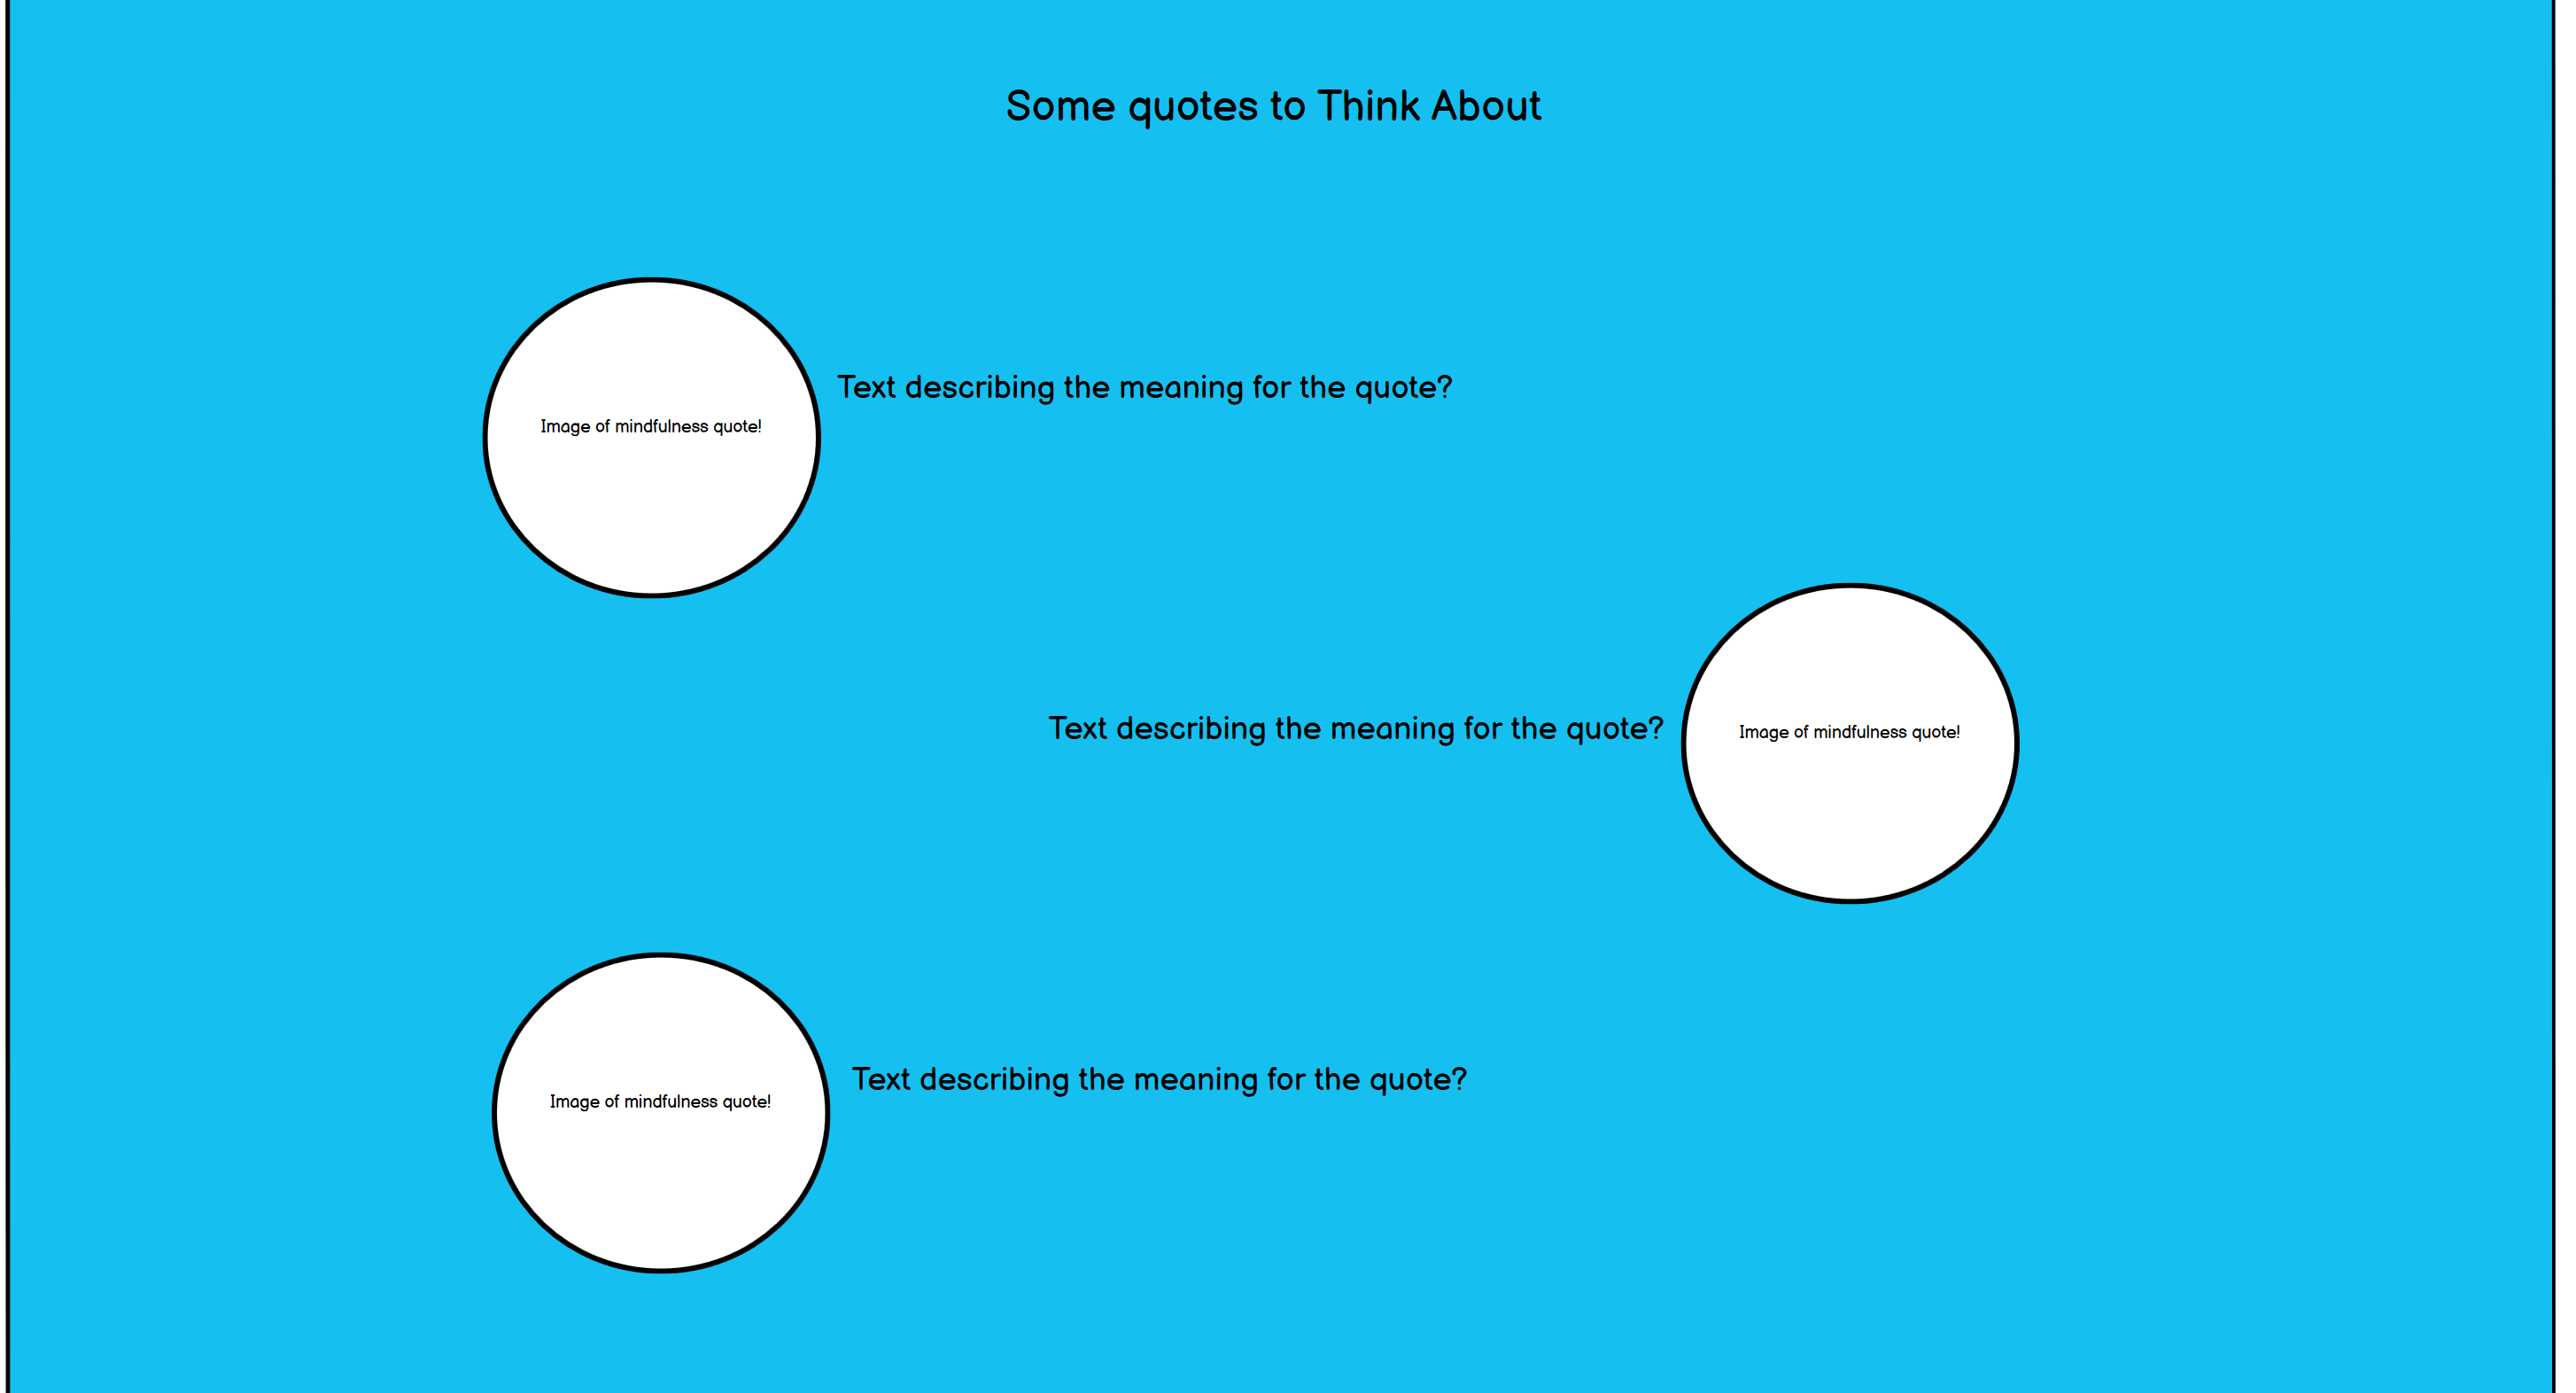 Some quotes to Think About
Text describing the meaning for the quote?
Image of mindfulness quote!
Text describing the meaning for the quote?
Image of mindfulness quote!
Text describing the meaning for the quote?
Image of mindfulness quote!